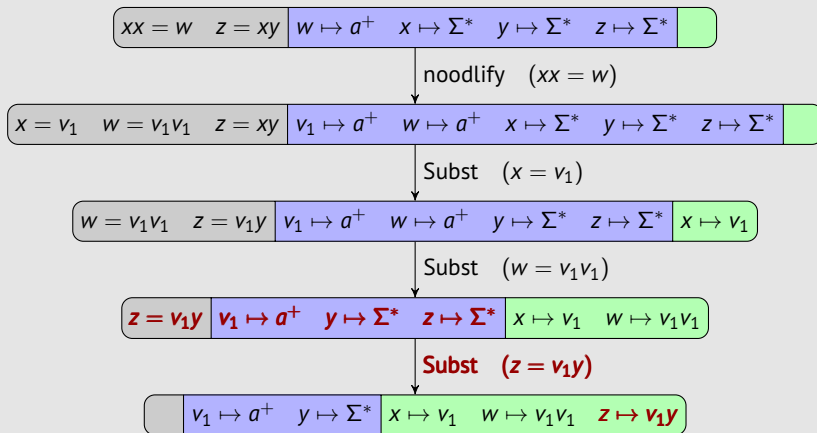 xx = w z = xy w ↦ a⁺ x ↦ Σ* y ↦ Σ* z ↦ Σ*
noodlify (xx = w)
x = v₁ w = v₁v₁ z = xy v₁ ↦ a⁺ w ↦ a⁺ x ↦ Σ* y ↦ Σ* z ↦ Σ*
Subst (x = v₁)
w = v₁v₁ z = v₁y v₁ ↦ a⁺ w ↦ a⁺ y ↦ Σ* z ↦ Σ* x ↦ v₁
Subst (w = v₁v₁)
z = v₁y v₁ ↦ a⁺ y ↦ Σ* z ↦ Σ* x ↦ v₁ w ↦ v₁v₁
Subst (z = v₁y)
v₁ ↦ a⁺ y ↦ Σ* x ↦ v₁ w ↦ v₁v₁ z ↦ v₁y